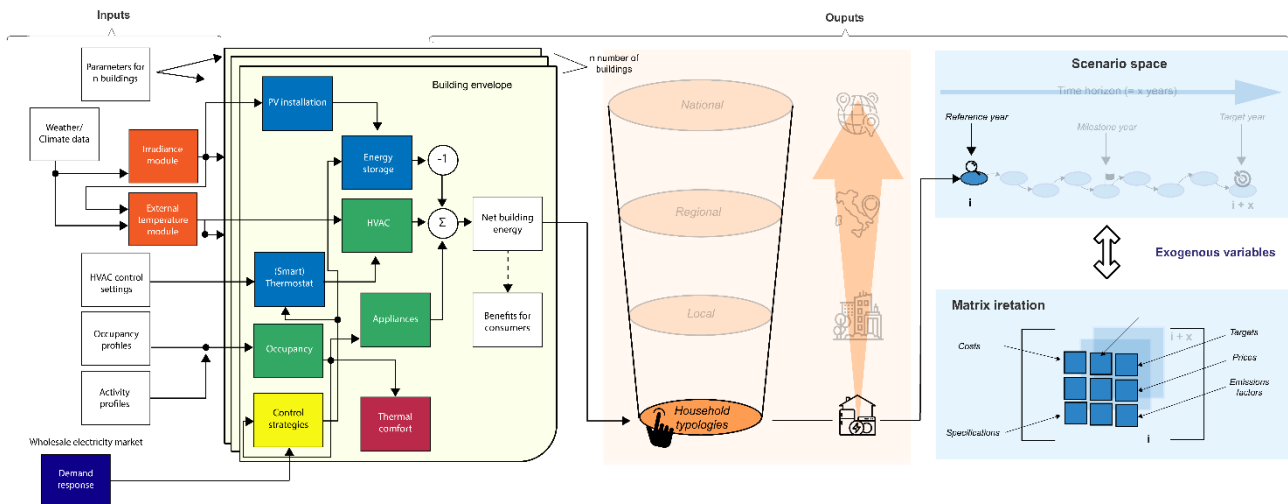 Inputs
Ouputs
Parameters for
n buildings
Weather/
Climate data
Irradiance
module
External
temperature
module
HVAC control
settings
Occupancy
profiles
Activity
profiles
Wholesale electricity market
Demand
response
n number of
buildings
Building envelope
PV installation
Energy
storage
-1
HVAC
Σ
Net building
energy
(Smart)
Thermostat
Appliances
Benefits for
consumers
Occupancy
Control
strategies
Thermal
comfort
National
Regional
Local
Household
typologies
Scenario space
Time horizon (= x years)
Reference year
Milestone year
Target year
i
i + x
Exogenous variables
Matrix iretation
i + x
Costs
Targets
Prices
Emissions
factors
Specifications
i